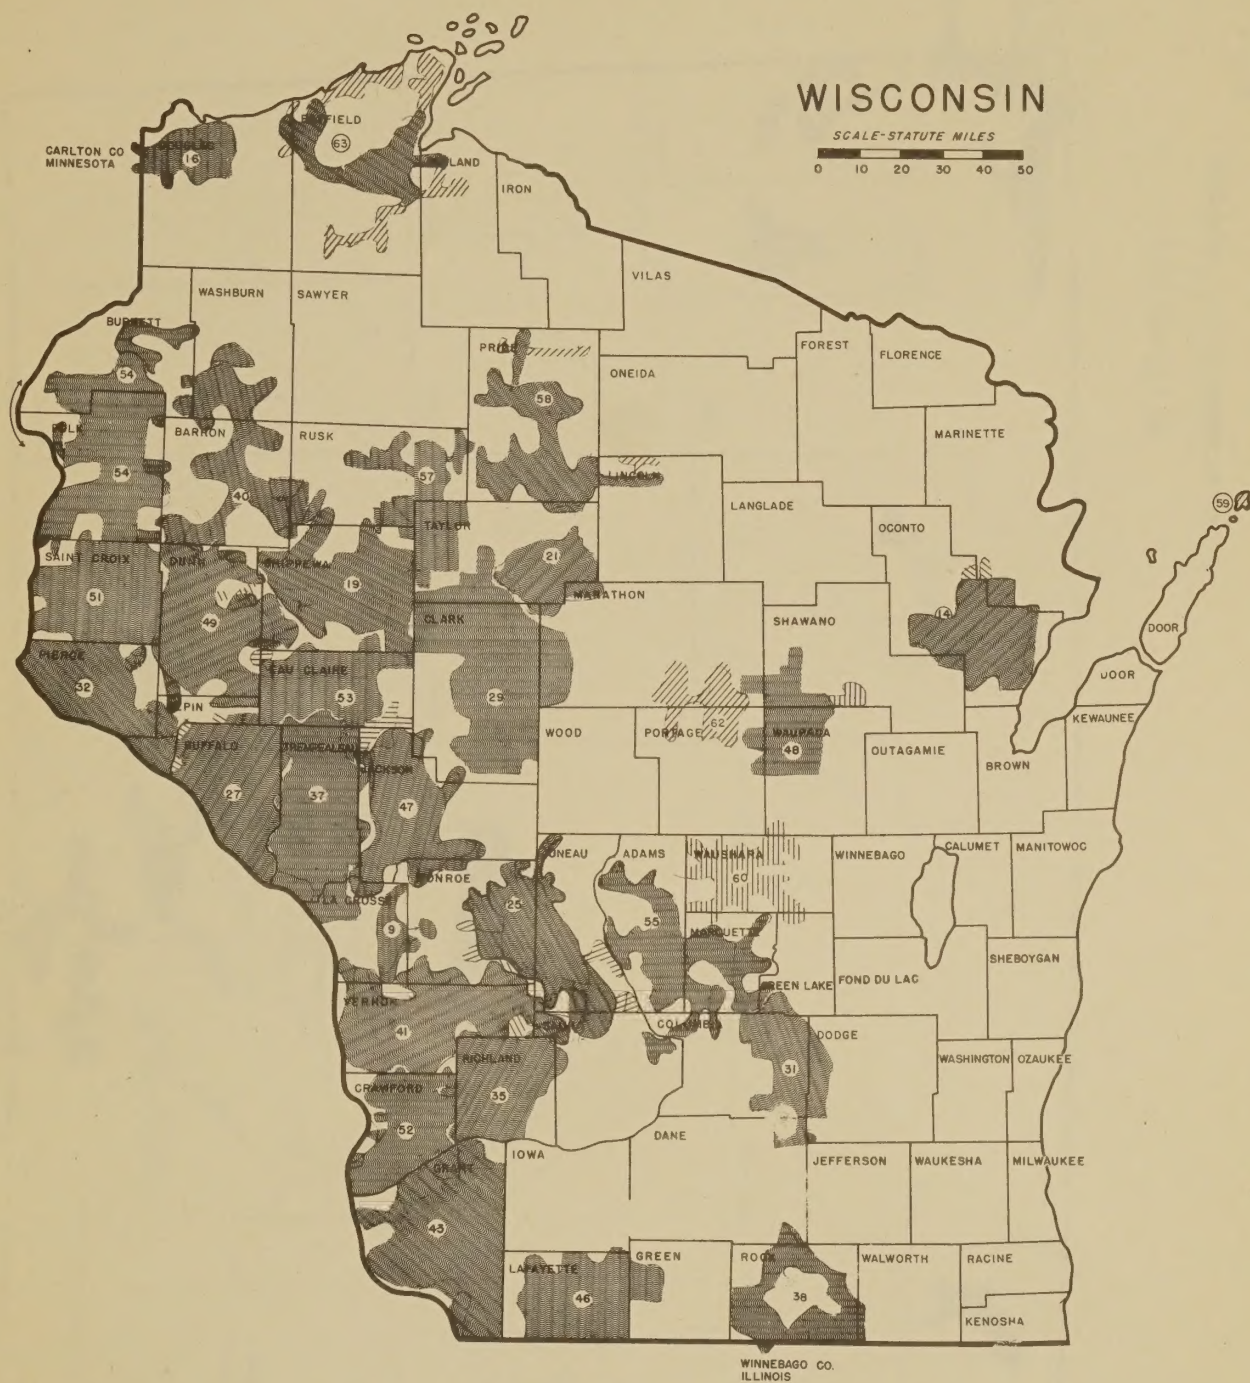 WISCONSIN
SCALE-STATUTE MILES
0 10 20 30 40 50
CARLTON CO
MINNESOTA
DOUGLAS
16
BAYFIELD
63
ASHLAND
IRON
VILAS
WASHBURN
SAWYER
BURNETT
54
PRICE
58
ONEIDA
FOREST
FLORENCE
MARINETTE
POLK
54
BARRON
40
RUSK
57
LINCOLN
LANGLADE
OCONTO
59
TAYLOR
21
SAINT CROIX
51
DUNN
49
CHIPPEWA
19
CLARK
29
MARATHON
SHAWANO
14
DOOR
DOOR
PIERCE
32
PEPIN
EAU CLAIRE
53
BUFFALO
27
TREMPEALEAU
37
JACKSON
47
WOOD
PORTAGE
62
WAUPACA
48
OUTAGAMIE
BROWN
KEWAUNEE
LA CROSSE
9
MONROE
25
JUNEAU
ADAMS
55
WAUSHARA
60
WINNEBAGO
CALUMET
MANITOWOC
MARQUETTE
GREEN LAKE
FOND DU LAC
SHEBOYGAN
VERNON
41
SAUK
COLUMBIA
31
DODGE
WASHINGTON
OZAUKEE
RICHLAND
35
CRAWFORD
52
GRANT
43
IOWA
DANE
JEFFERSON
WAUKESHA
MILWAUKEE
LAFAYETTE
46
GREEN
ROCK
38
WALWORTH
RACINE
KENOSHA
WINNEBAGO CO.
ILLINOIS